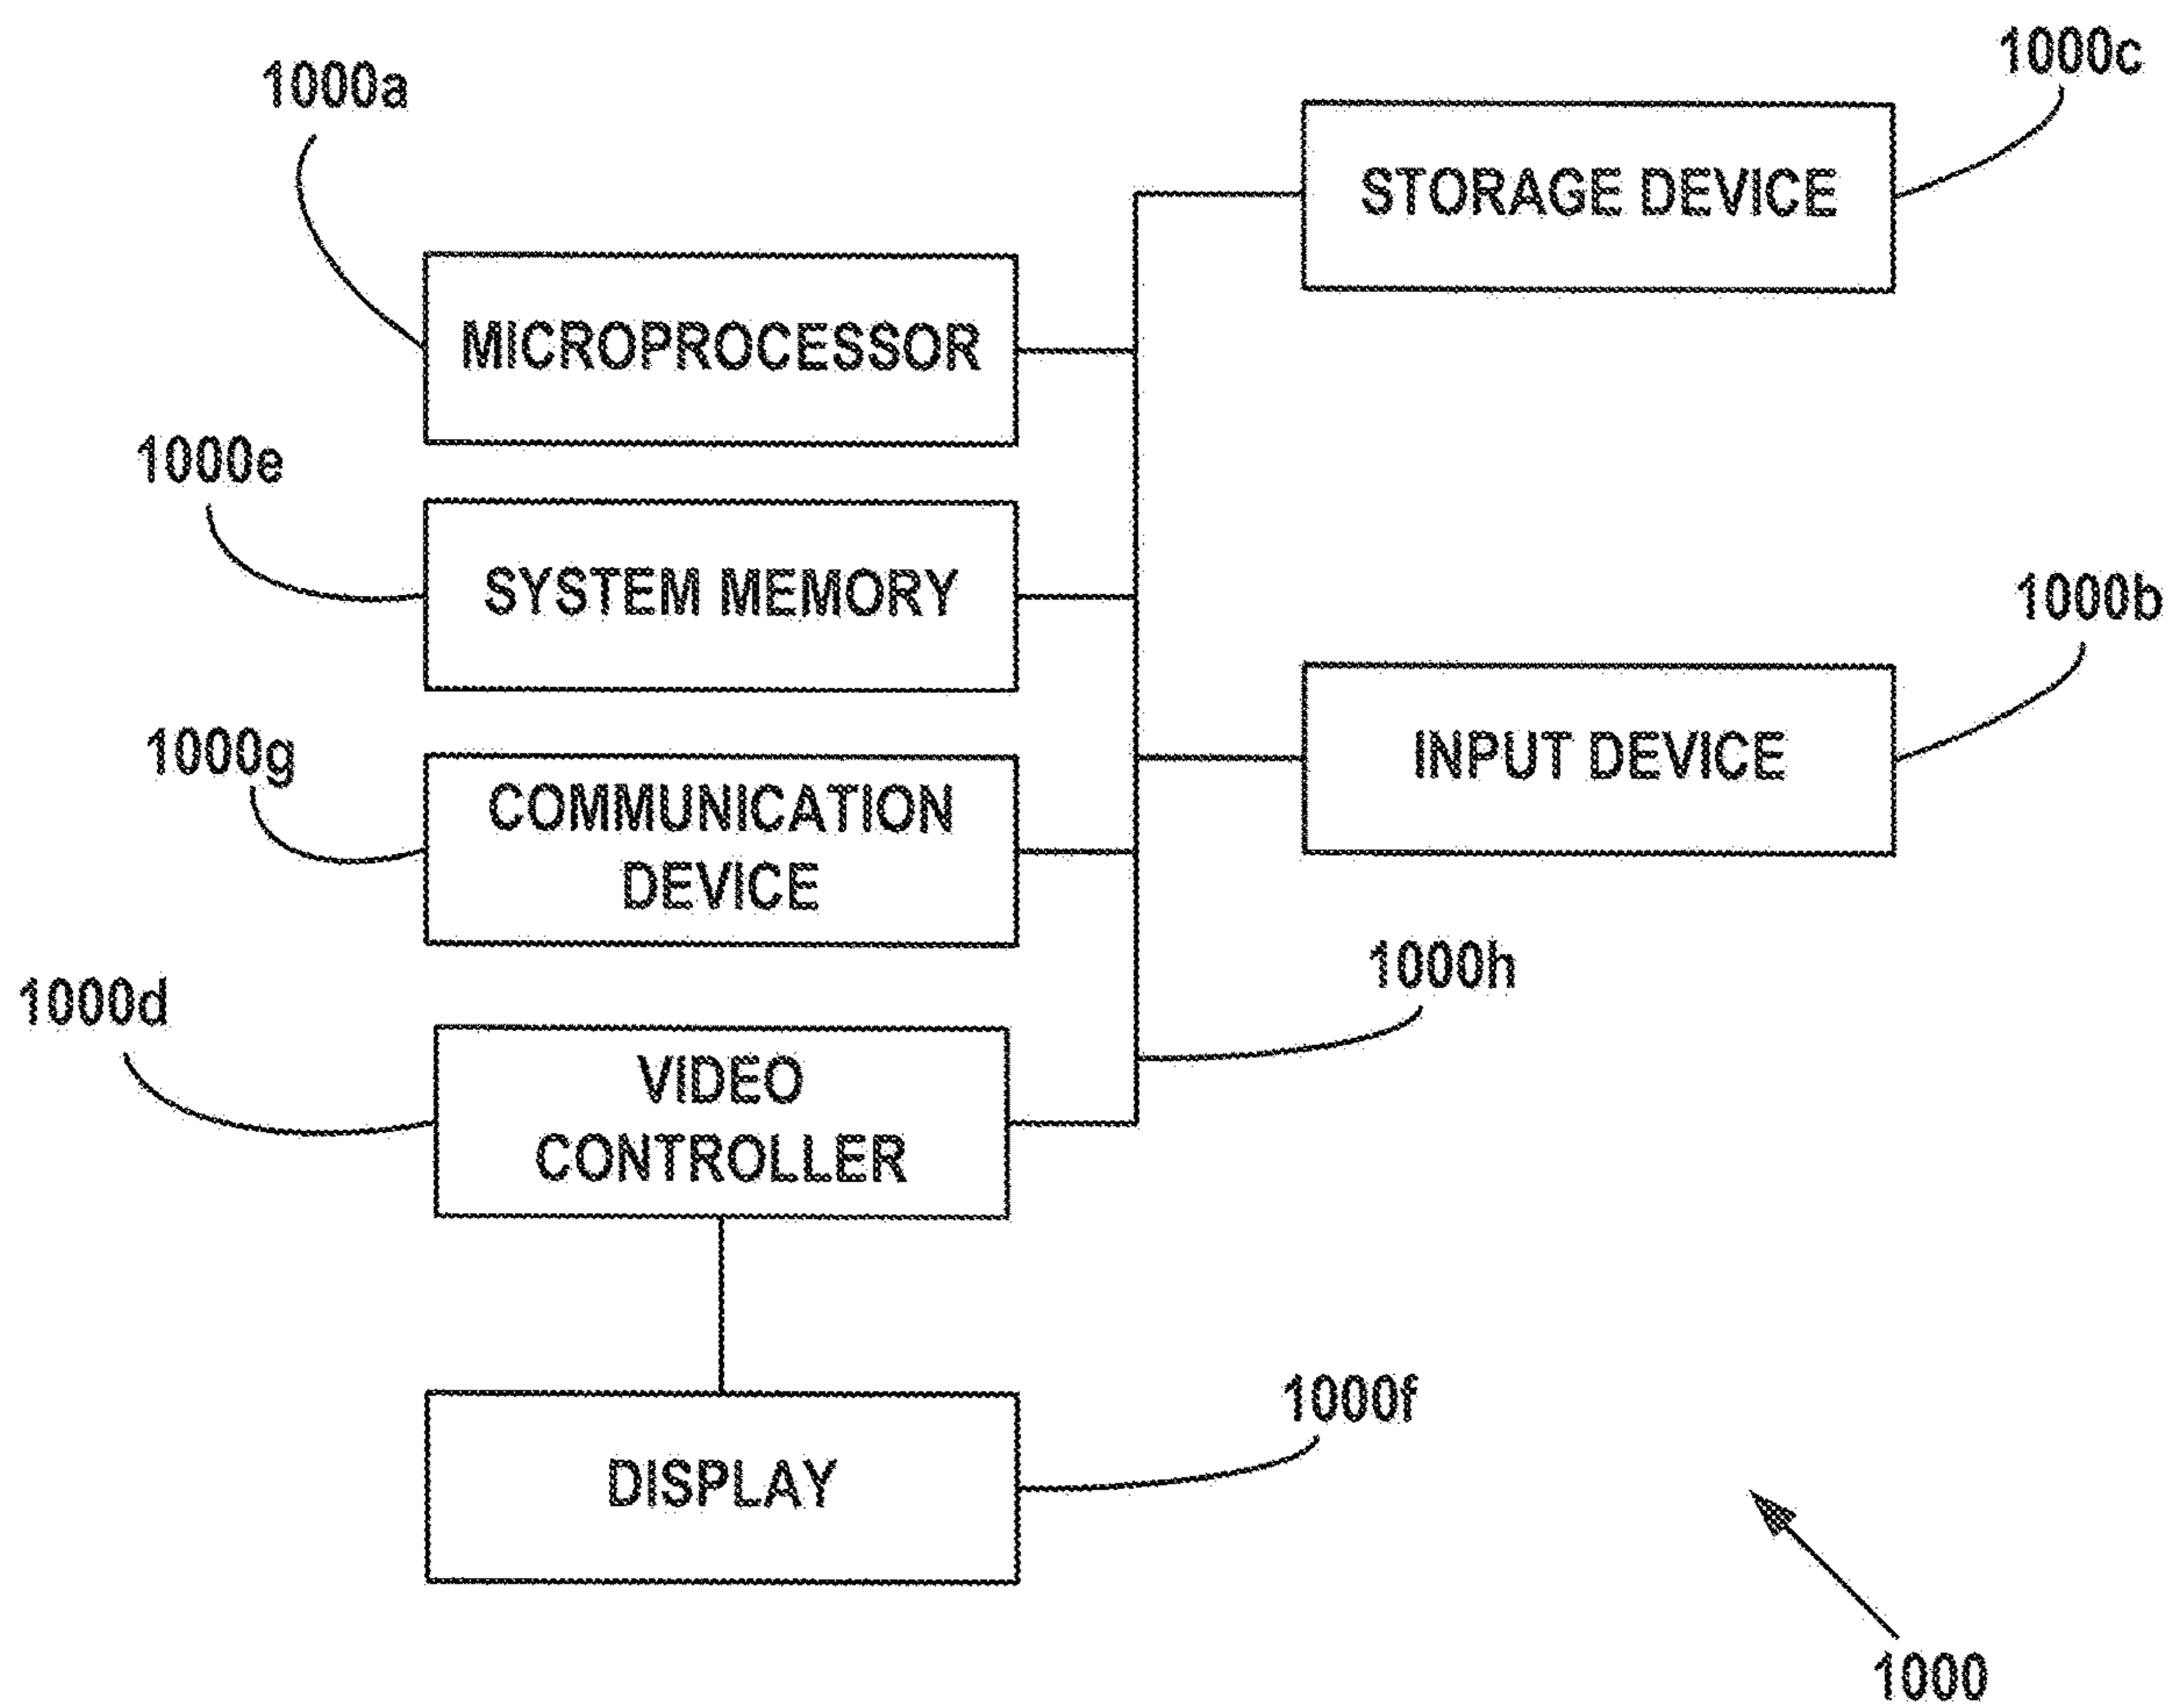 1000a
1000c
STORAGE DEVICE
MICROPROCESSOR
1000e
SYSTEM MEMORY
1000b
INPUT DEVICE
1000g
COMMUNICATION
DEVICE
1000h
1000d
VIDEO
CONTROLLER
1000f
DISPLAY
1000